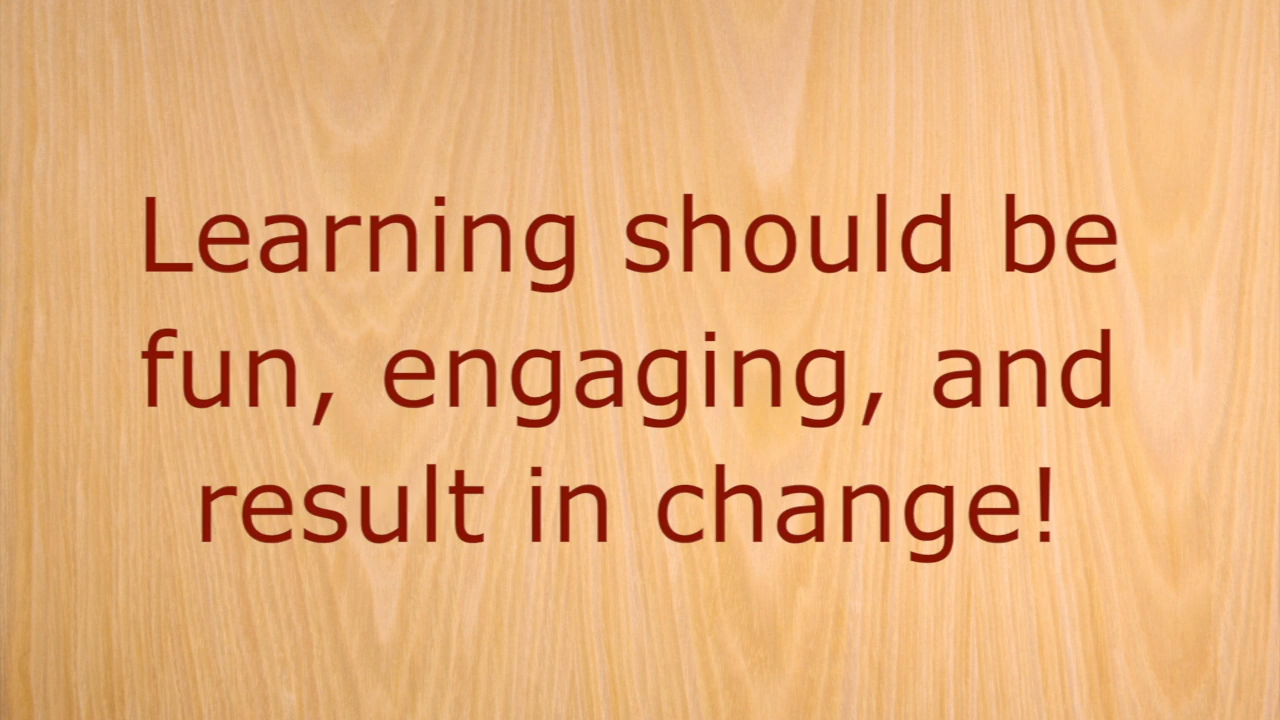 Learning should be
fun, engaging, and
result in change!